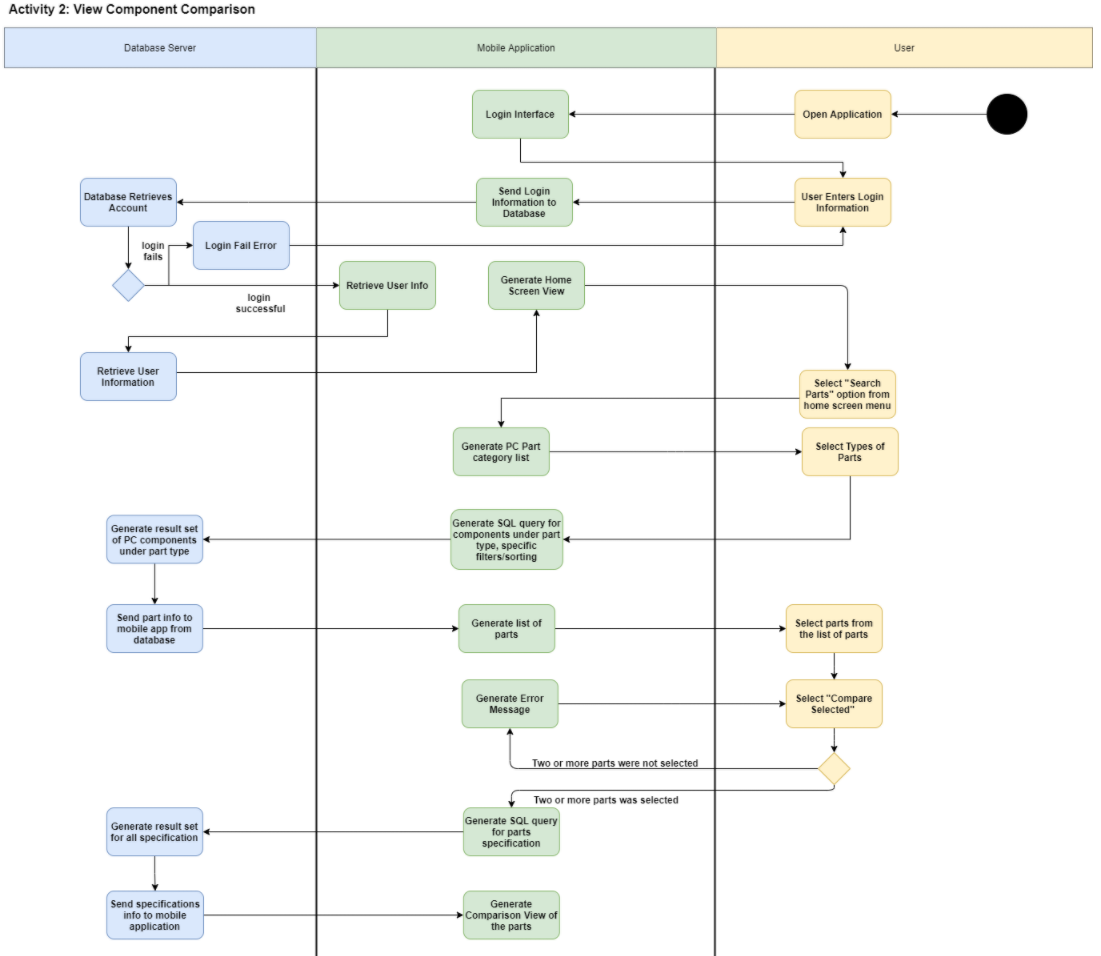 Activity 2: View Component Comparison
Database Server
Mobile Application
User
Login Interface
Open Application
Database Retrieves
Account
Send Login
Information to
Database
User Enters Login
Information
login
fails
Login Fail Error
login
successful
Retrieve User Info
Generate Home
Screen View
Retrieve User
Information
Select "Search
Parts" option from
home screen menu
Generate PC Part
category list
Select Types of
Parts
Generate result set
of PC components
under part type
Generate SQL query for
components under part
type, specific
filters/sorting
Send part info to
mobile app from
database
Generate list of
parts
Select parts from
the list of parts
Generate Error
Message
Select "Compare
Selected"
Two or more parts were not selected
Two or more parts was selected
Generate result set
for all specification
Generate SQL query
for parts
specification
Send specifications
info to mobile
application
Generate
Comparison View of
the parts